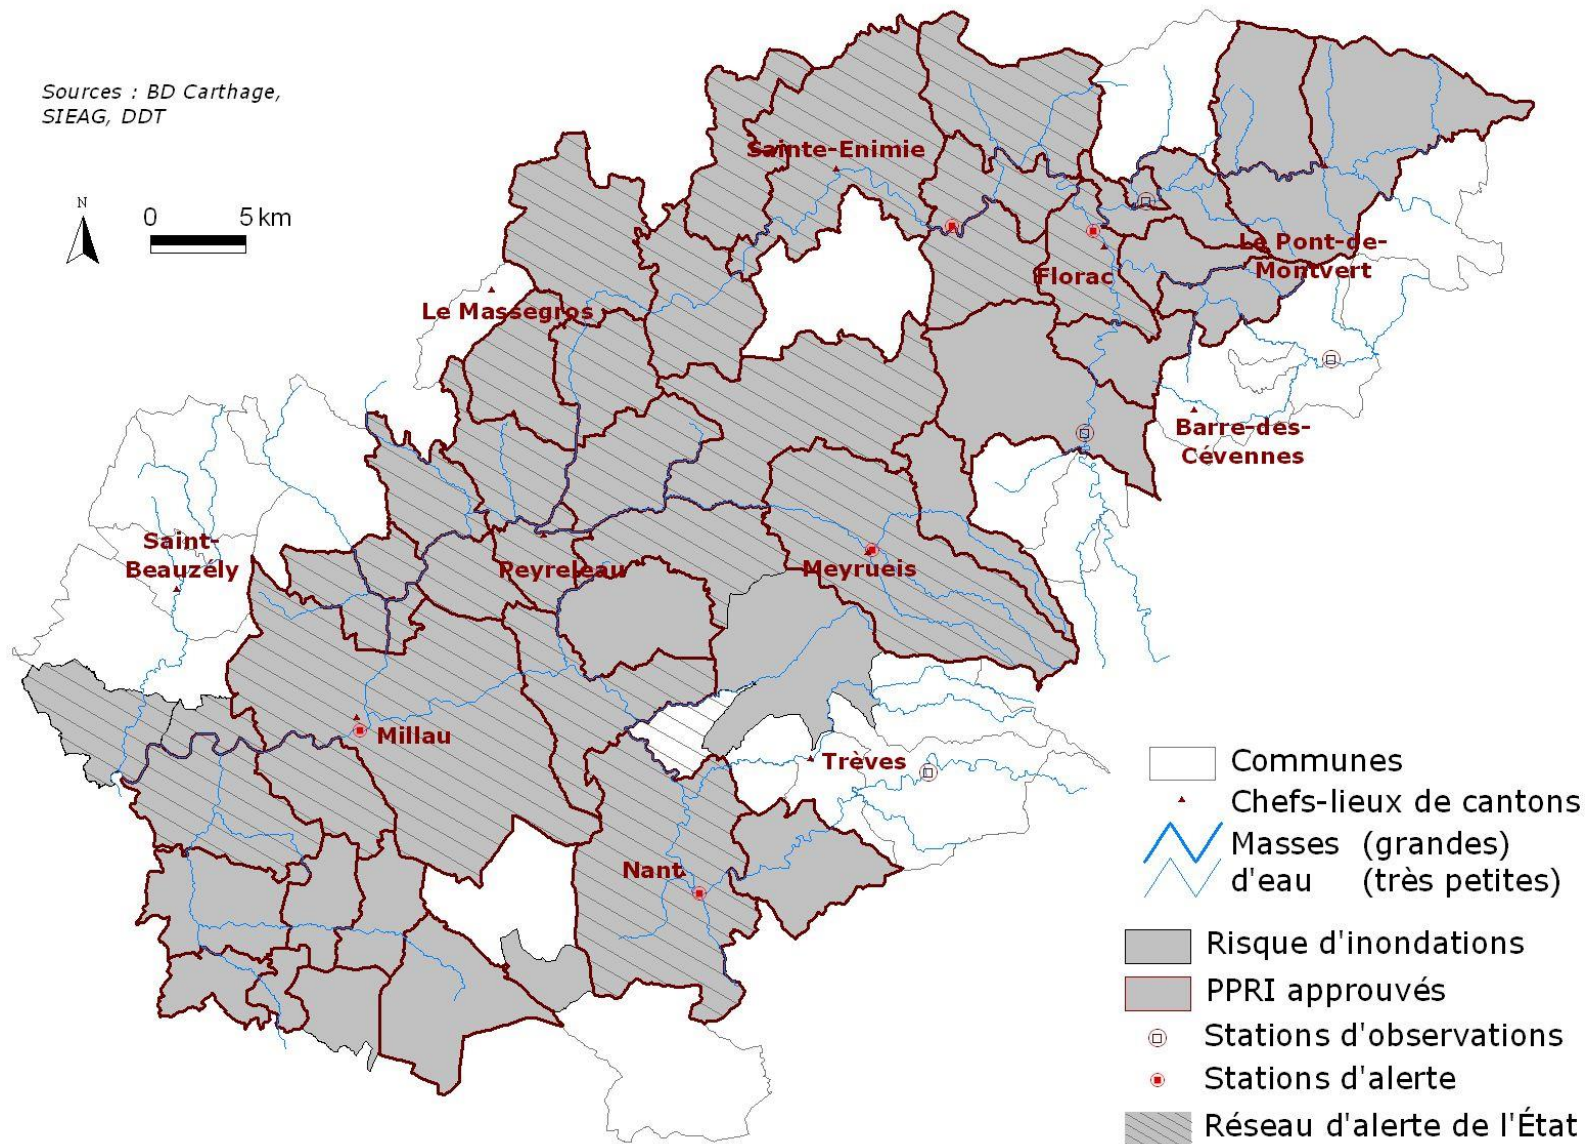 Sources : BD Carthage,
SIEAG, DDT
N
0 5 km
Sainte-Enimie
Le Pont-de-
Montvert
Florac
Le Massegros
Barre-des-
Cévennes
Saint-
Beauzély
Peyreleau
Meyrueis
Millau
Trèves
Nant
Communes
Chefs-lieux de cantons
Masses (grandes)
d'eau (très petites)
Risque d'inondations
PPRI approuvés
Stations d'observations
Stations d'alerte
Réseau d'alerte de l'État